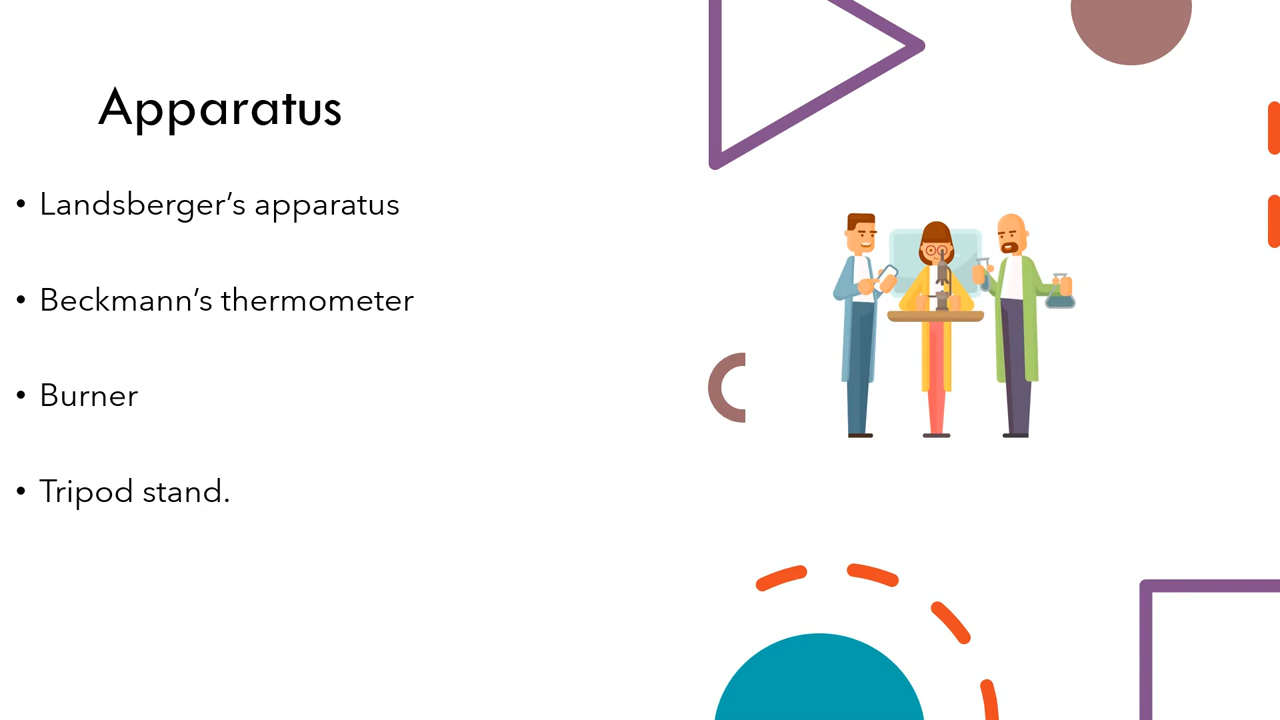 Apparatus
• Landsberger’s apparatus
• Beckmann’s thermometer
• Burner
• Tripod stand.